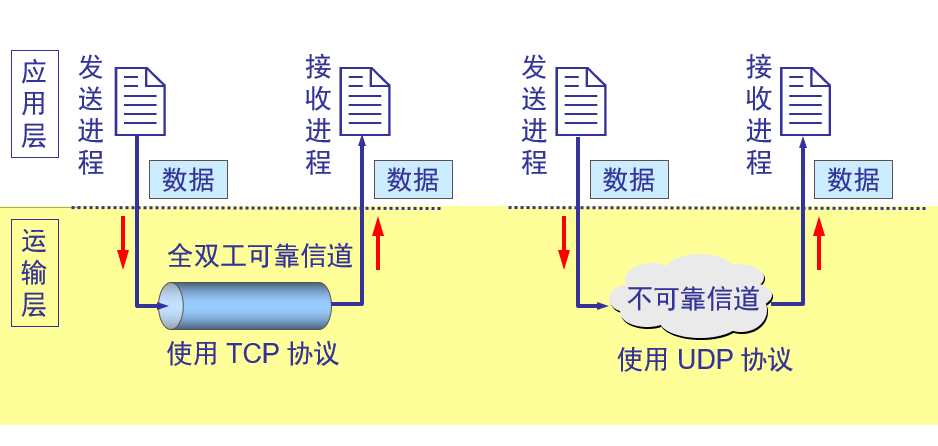 应用层
发送进程
接收进程
发送进程
接收进程
数据
数据
数据
数据
运输层
全双工可靠信道
不可靠信道
使用 TCP 协议
使用 UDP 协议